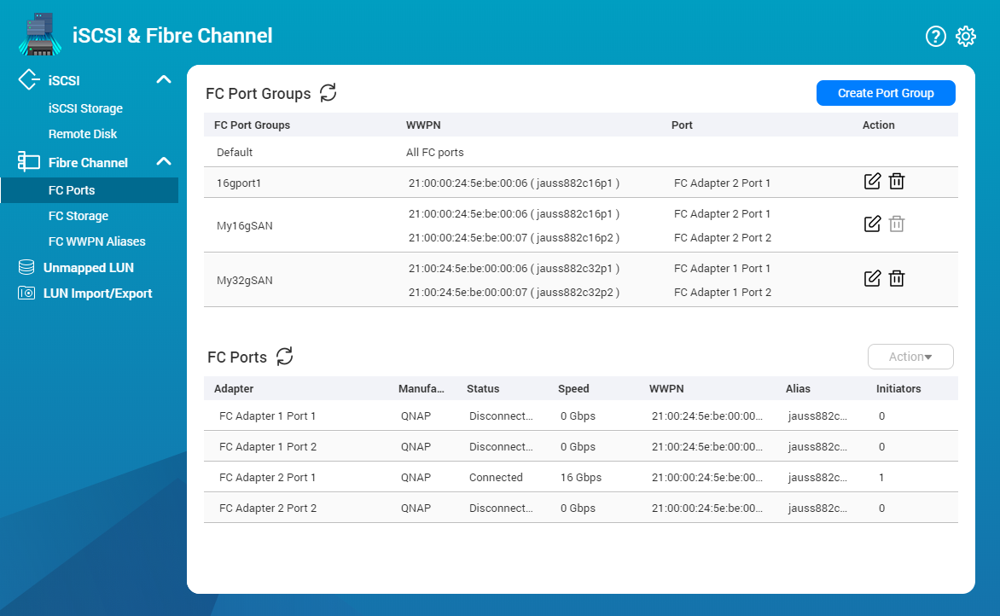 iSCSI & Fibre Channel
iSCSI
iSCSI Storage
Remote Disk
Fibre Channel
FC Ports
FC Storage
FC WWPN Aliases
Unmapped LUN
LUN Import/Export
FC Port Groups
Create Port Group
FC Port Groups WWPN Port Action
Default All FC ports
16gport1 21:00:00:24:5e:be:00:06 ( jauss882c16p1 ) FC Adapter 2 Port 1
My16gSAN
21:00:00:24:5e:be:00:06 ( jauss882c16p1 ) FC Adapter 2 Port 1
21:00:00:24:5e:be:00:07 ( jauss882c16p2 ) FC Adapter 2 Port 2
My32gSAN
21:00:24:5e:be:00:00:06 ( jauss882c32p1 ) FC Adapter 1 Port 1
21:00:24:5e:be:00:00:07 ( jauss882c32p2 ) FC Adapter 1 Port 2
FC Ports
Action
Adapter Manufa... Status Speed WWPN Alias Initiators
FC Adapter 1 Port 1 QNAP Disconnect... 0 Gbps 21:00:24:5e:be:00:00... jauss882c... 0
FC Adapter 1 Port 2 QNAP Disconnect... 0 Gbps 21:00:24:5e:be:00:00... jauss882c... 0
FC Adapter 2 Port 1 QNAP Connected 16 Gbps 21:00:00:24:5e:be:00... jauss882c... 1
FC Adapter 2 Port 2 QNAP Disconnect... 0 Gbps 21:00:00:24:5e:be:00... jauss882c... 0